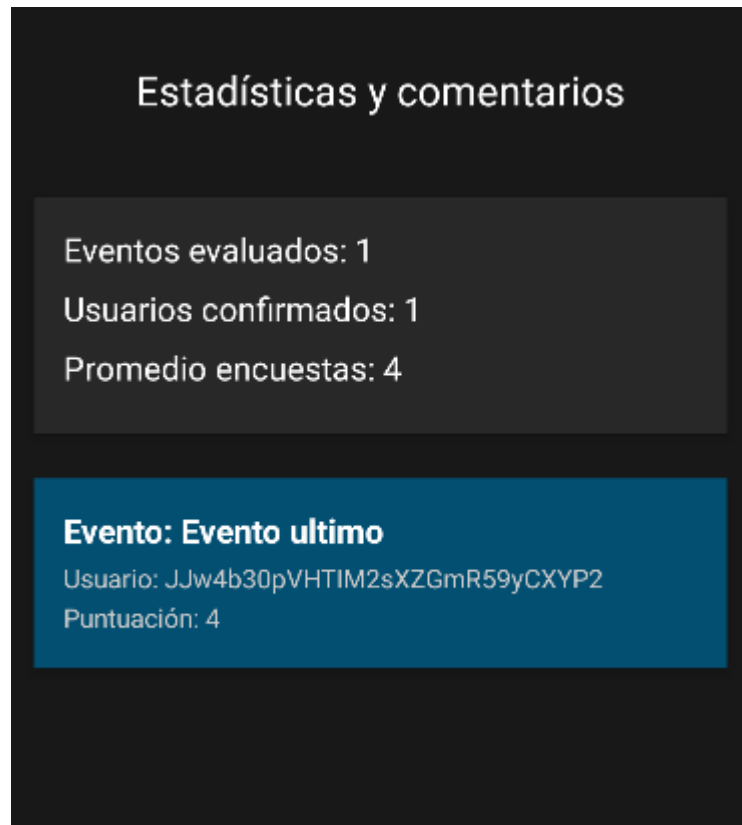 Estadísticas y comentarios
Eventos evaluados: 1
Usuarios confirmados: 1
Promedio encuestas: 4
Evento: Evento ultimo
Usuario: JJw4b30pVHTIM2sXZGmR59yCXYP2
Puntuación: 4